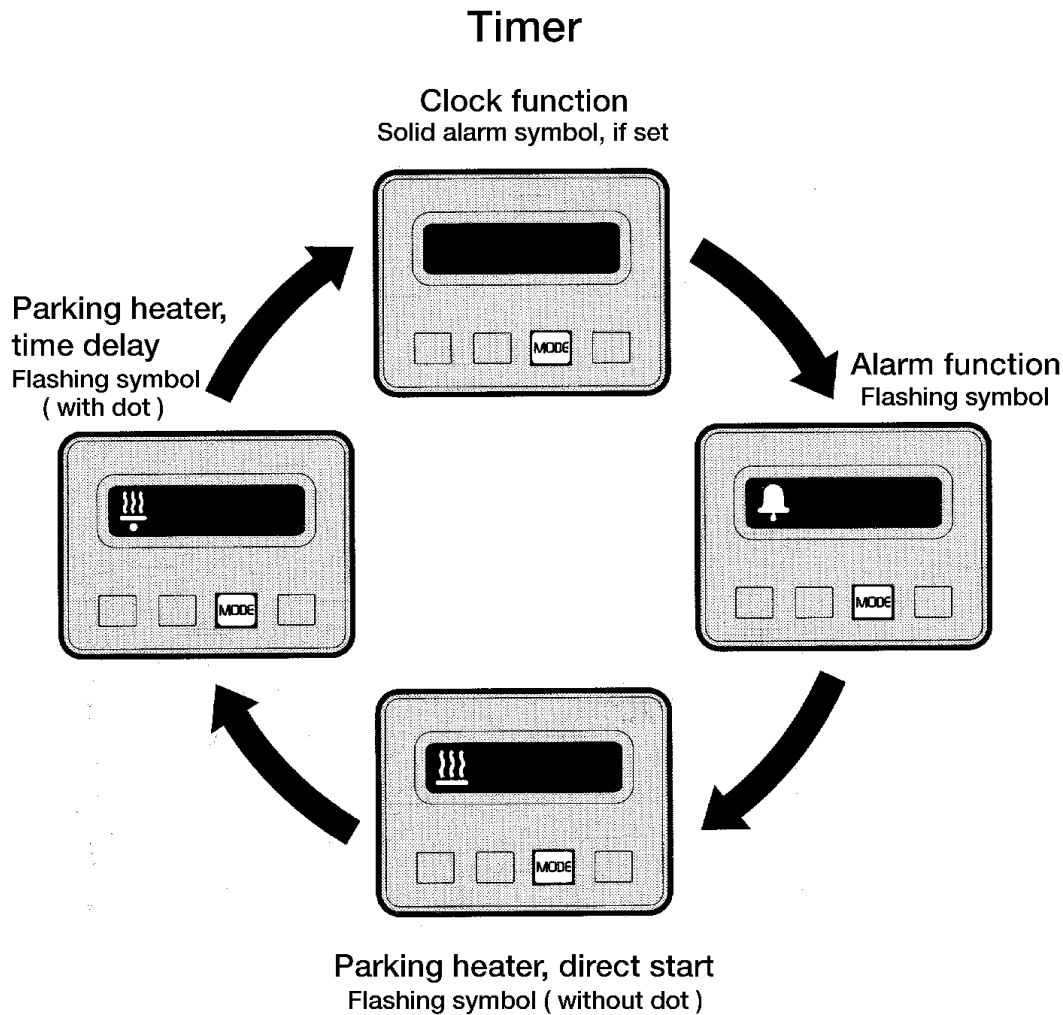 Timer
Clock function
Solid alarm symbol, if set
MODE
Parking heater,
time delay
Flashing symbol
( with dot )
MODE
Alarm function
Flashing symbol
MODE
MODE
Parking heater, direct start
Flashing symbol ( without dot )